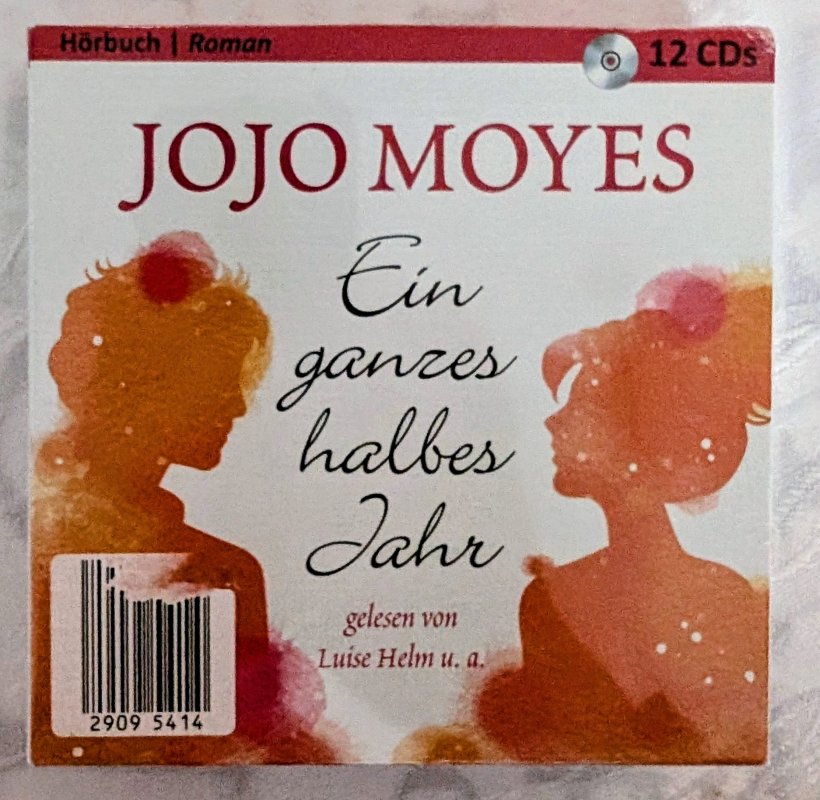 Hörbuch | Roman
12 CDs
JOJO MOYES
Ein
ganzes
halbes
Jahr
gelesen von
Luise Helm u. a.
2909 5414